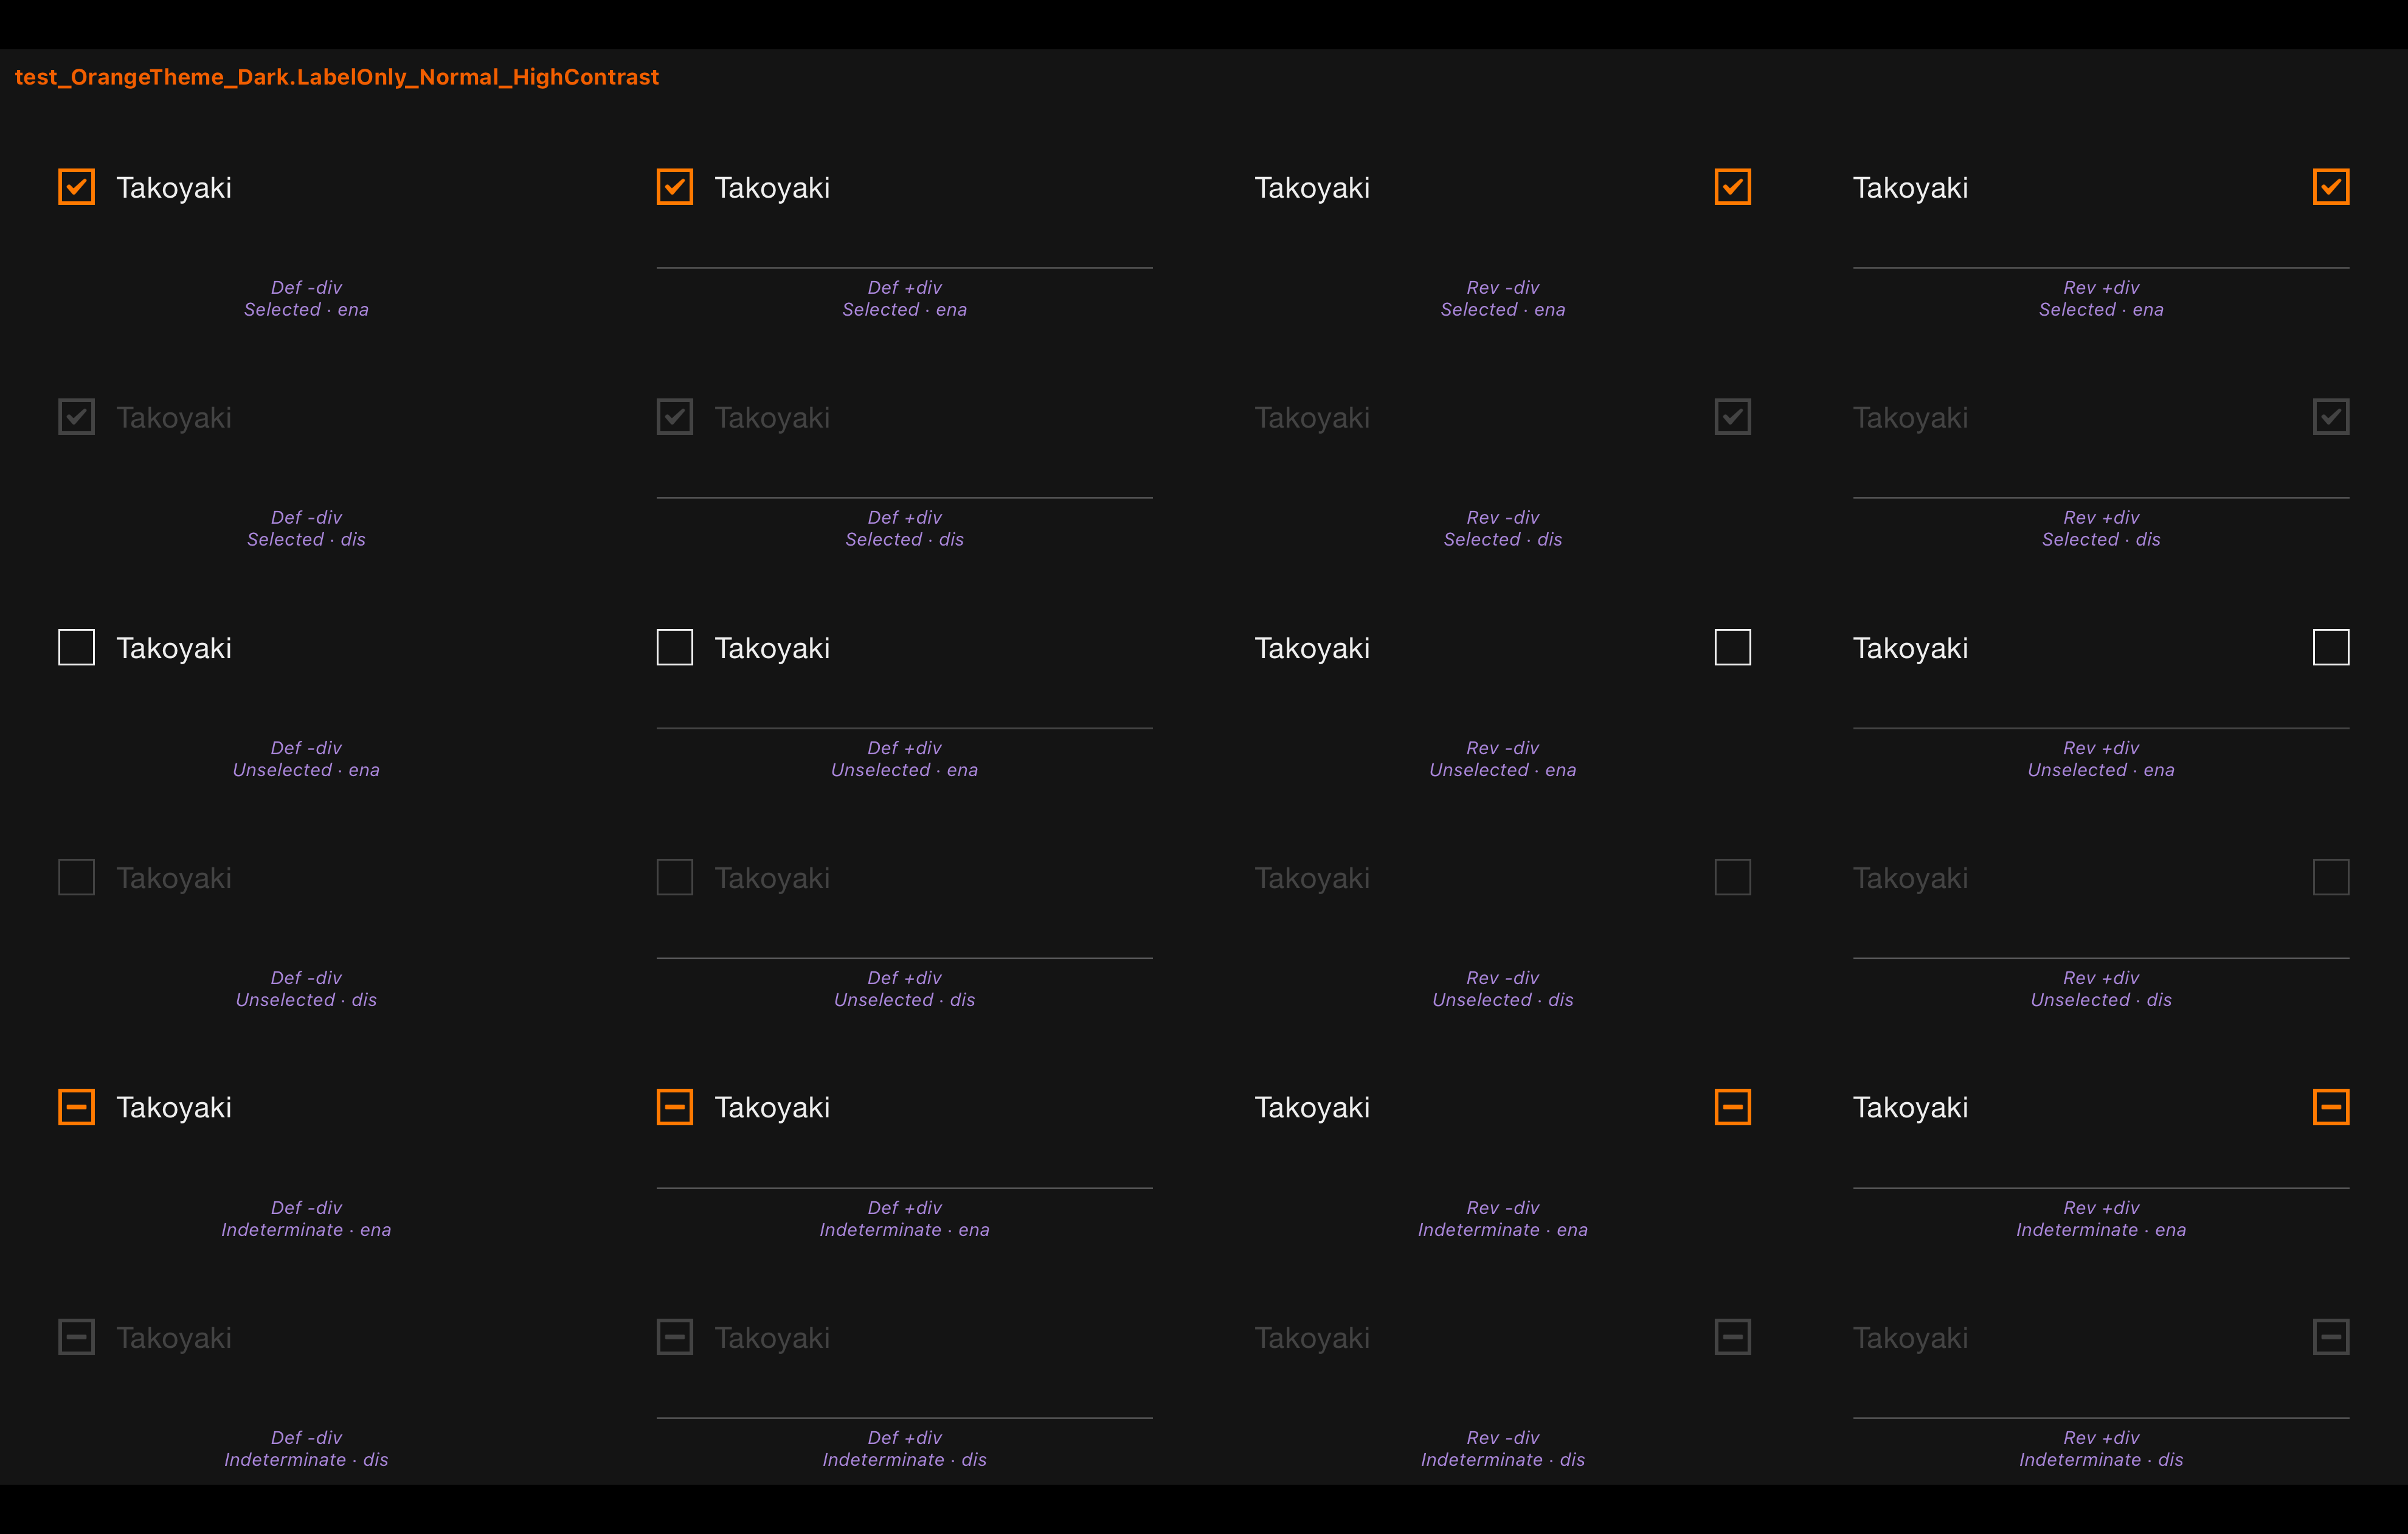 test_OrangeTheme_Dark.LabelOnly_Normal_HighContrast
Takoyaki
Takoyaki
Takoyaki
Takoyaki
Def -div
Selected · ena
Def +div
Selected · ena
Rev -div
Selected · ena
Rev +div
Selected · ena
Takoyaki
Takoyaki
Takoyaki
Takoyaki
Def -div
Selected · dis
Def +div
Selected · dis
Rev -div
Selected · dis
Rev +div
Selected · dis
Takoyaki
Takoyaki
Takoyaki
Takoyaki
Def -div
Unselected · ena
Def +div
Unselected · ena
Rev -div
Unselected · ena
Rev +div
Unselected · ena
Takoyaki
Takoyaki
Takoyaki
Takoyaki
Def -div
Unselected · dis
Def +div
Unselected · dis
Rev -div
Unselected · dis
Rev +div
Unselected · dis
Takoyaki
Takoyaki
Takoyaki
Takoyaki
Def -div
Indeterminate · ena
Def +div
Indeterminate · ena
Rev -div
Indeterminate · ena
Rev +div
Indeterminate · ena
Takoyaki
Takoyaki
Takoyaki
Takoyaki
Def -div
Indeterminate · dis
Def +div
Indeterminate · dis
Rev -div
Indeterminate · dis
Rev +div
Indeterminate · dis